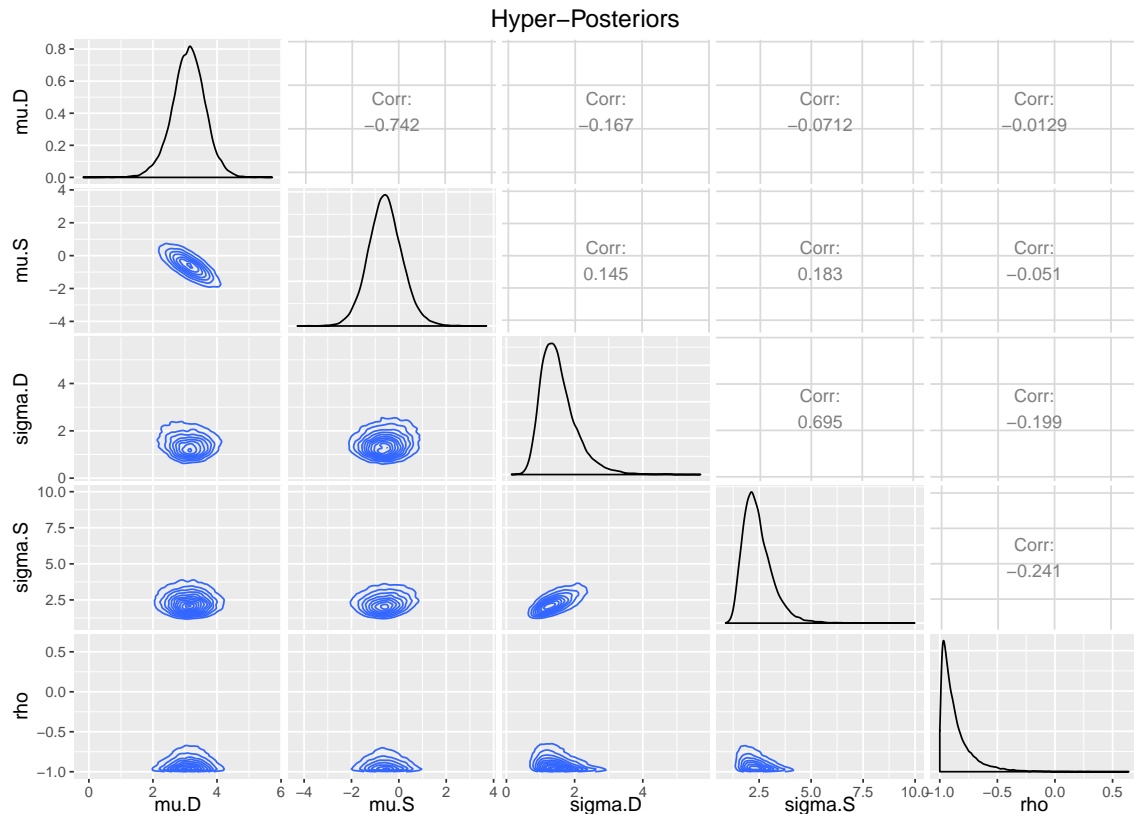 Hyper−Posteriors
mu.D
0.8
0.6
0.4
0.2
0.0
Corr:
−0.742
Corr:
−0.167
Corr:
−0.0712
Corr:
−0.0129
mu.S
4
2
0
−2
−4
Corr:
0.145
Corr:
0.183
Corr:
−0.051
sigma.D
4
2
0
Corr:
0.695
Corr:
−0.199
sigma.S
10.0
7.5
5.0
2.5
Corr:
−0.241
rho
0.5
0.0
−0.5
−1.0
0 2 4 6
−4 −2 0 2 4
0 2 4
2.5 5.0 7.5 10.0
−1.0 −0.5 0.0 0.5
mu.D mu.S sigma.D sigma.S rho